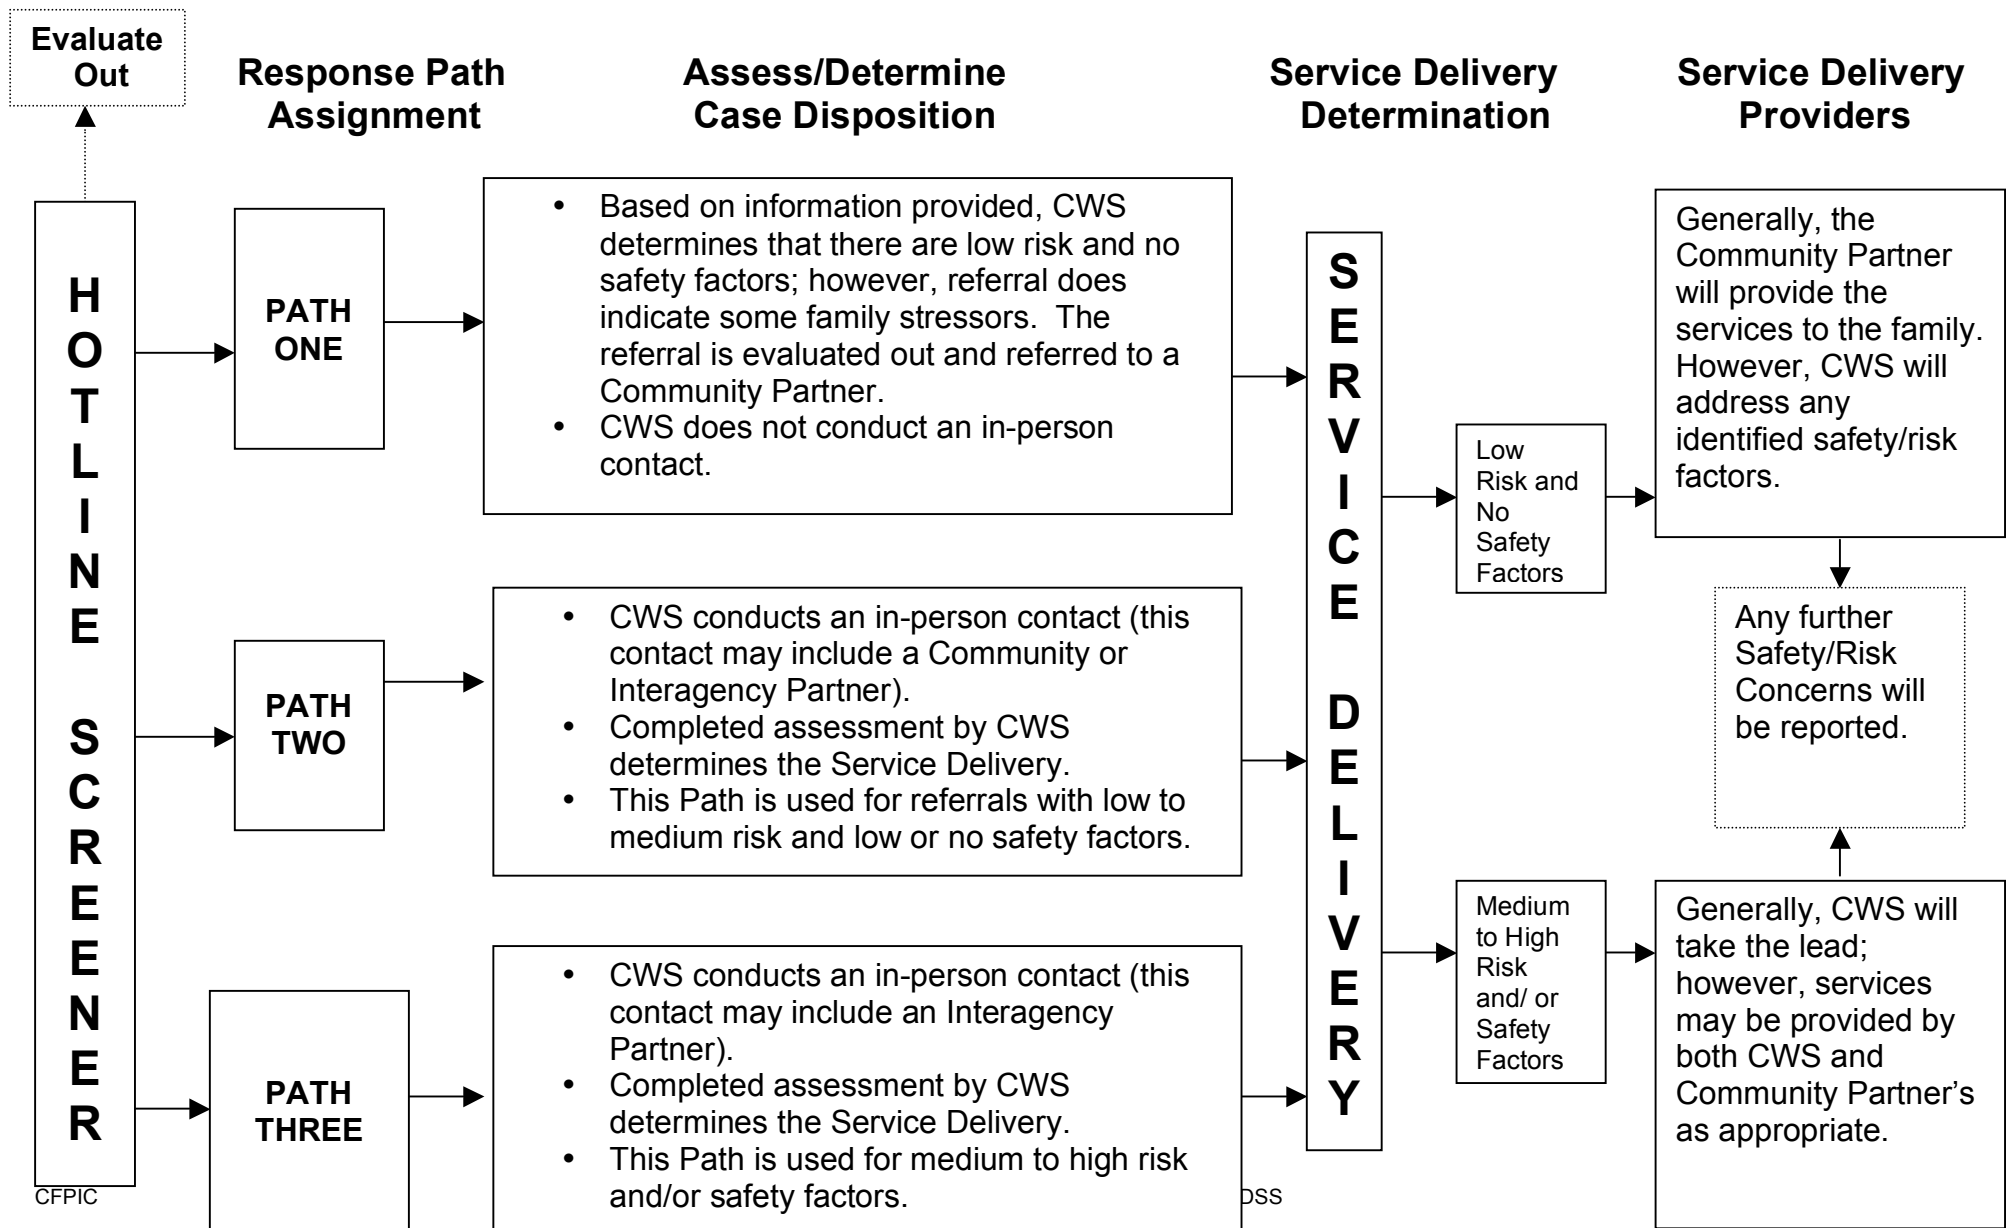 Evaluate
Out
Response Path
Assignment
Assess/Determine
Case Disposition
Service Delivery
Determination
Service Delivery
Providers
HOTLINE SCREENER
PATH
ONE
• Based on information provided, CWS
determines that there are low risk and no
safety factors; however, referral does
indicate some family stressors. The
referral is evaluated out and referred to a
Community Partner.
• CWS does not conduct an in-person
contact.
PATH
TWO
• CWS conducts an in-person contact (this
contact may include a Community or
Interagency Partner).
• Completed assessment by CWS
determines the Service Delivery.
• This Path is used for referrals with low to
medium risk and low or no safety factors.
PATH
THREE
• CWS conducts an in-person contact (this
contact may include an Interagency
Partner).
• Completed assessment by CWS
determines the Service Delivery.
• This Path is used for medium to high risk
and/or safety factors.
SERVICE DELIVERY
Low
Risk and
No
Safety
Factors
Generally, the
Community Partner
will provide the
services to the family.
However, CWS will
address any
identified safety/risk
factors.
Any further
Safety/Risk
Concerns will
be reported.
Medium
to High
Risk
and/ or
Safety
Factors
Generally, CWS will
take the lead;
however, services
may be provided by
both CWS and
Community Partner's
as appropriate.
CFPIC
DSS